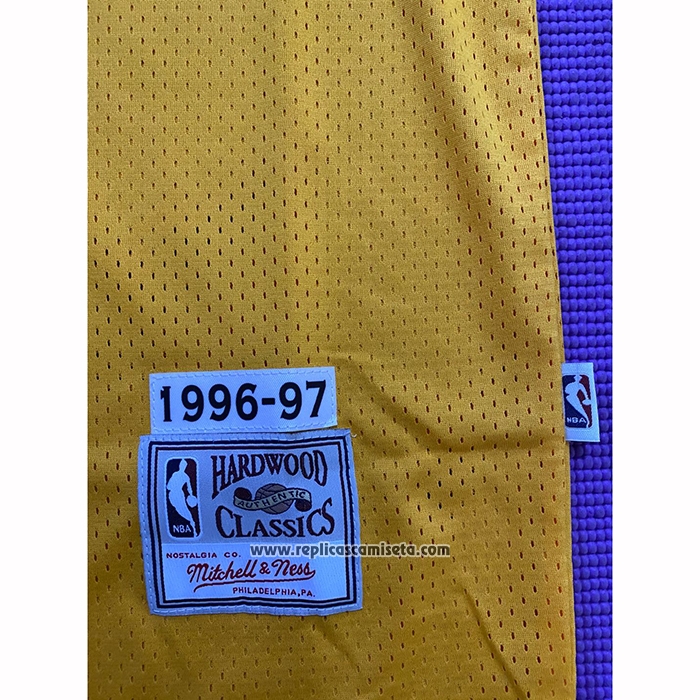 1996-97
NBA
HARDWOOD
AUTHENTIC
CLASSICS
NBA
www.replicascamiseta.com
NOSTALGIA CO.
Mitchell & Ness
PHILADELPHIA, PA.